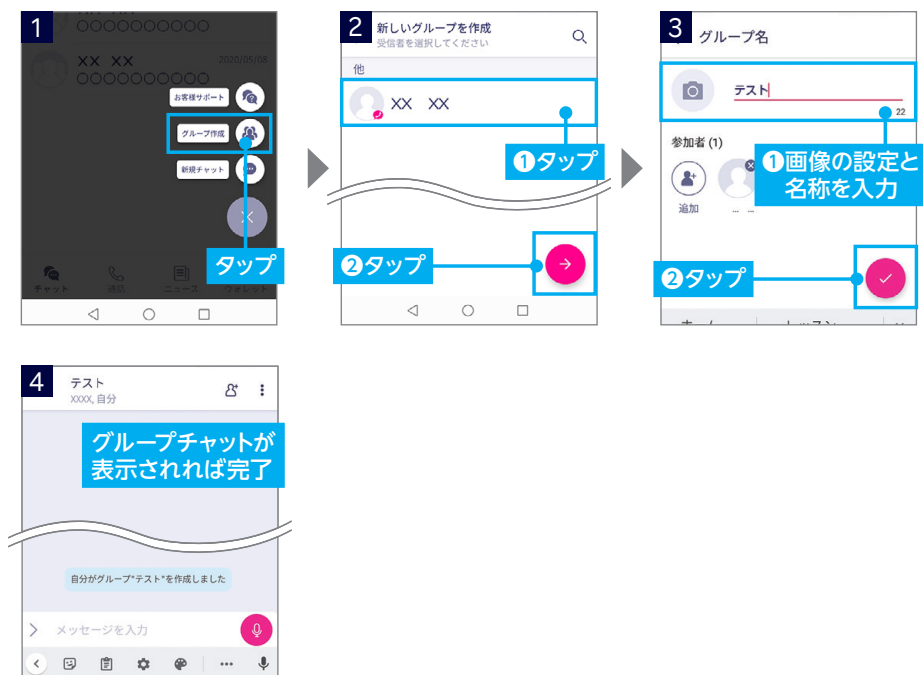 1
○○○○○○○○○○
XX XX 2020/05/08
○○○○○○○○○○
お客様サポート
グループ作成
新規チャット
タップ
チャット 通話 ニュース ウォレット
2
新しいグループを作成
受信者を選択してください
他
XX XX
❶タップ
❷タップ
3
グループ名
テスト
22
参加者 (1)
❶画像の設定と
名称を入力
追加 ... ...
❷タップ
4
テスト
XXXX, 自分
グループチャットが
表示されれば完了
自分がグループ"テスト"を作成しました
メッセージを入力